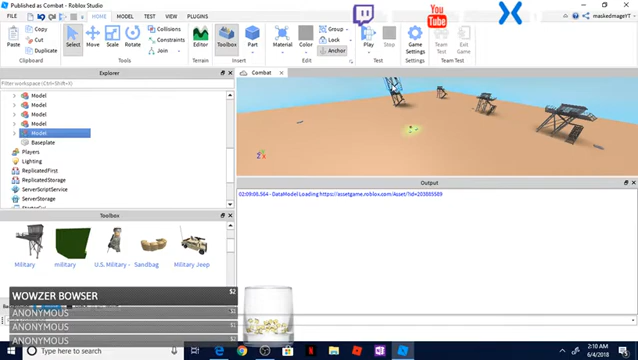 Published as Combat* - Roblox Studio
FILE
HOME
MODEL
TEST
VIEW
PLUGINS
maskedmageYT
Paste
Copy
Cut
Duplicate
Clipboard
Select
Move
Scale
Rotate
Collisions
Constraints
Join
Tools
Terrain
Editor
Toolbox
Part
Insert
Material
Color
Group
Lock
Anchor
Edit
Play
Stop
Test
Game
Settings
Settings
Team
Test
Exit
Game
Team Test
You
Tube
Explorer
Combat
Filter workspace (Ctrl+Shift+X)
Model
Model
Model
Model
Model
Baseplate
Players
Lighting
ReplicatedFirst
ReplicatedStorage
ServerScriptService
ServerStorage
Output
02:09:08.564 - DataModel Loading https://assetgame.roblox.com/Asset/?id=203885589
Toolbox
Military
military
U.S. Military -
Sandbag
Military Jeep
WOWZER BOWSER $2
ANONYMOUS
ANONYMOUS
ANONYMOUS
Type here to search
2:10 AM
6/4/2018